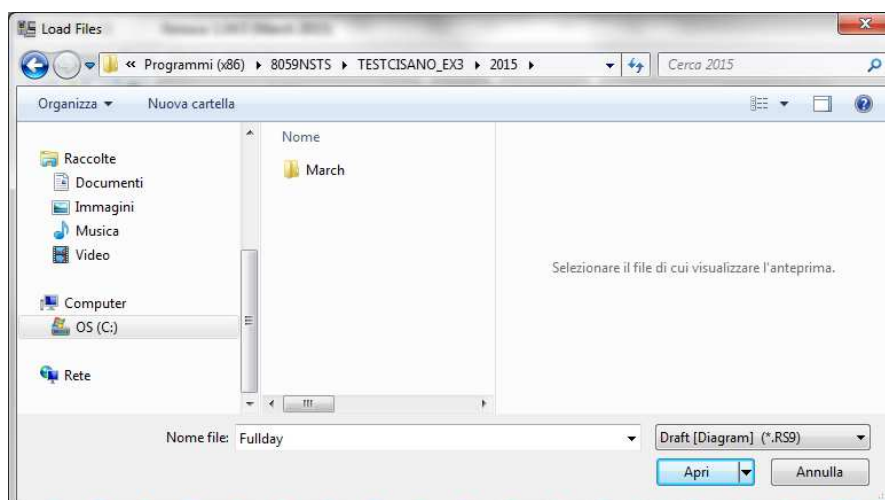 Load Files
« Programmi (x86) ▸ 8059NSTS ▸ TESTCISANO_EX3 ▸ 2015 ▸
Cerca 2015
Organizza
Nuova cartella
Nome
March
Raccolte
Documenti
Immagini
Musica
Video
Computer
OS (C:)
Rete
Selezionare il file di cui visualizzare l'anteprima.
Nome file: Fullday
Draft [Diagram] (*.RS9)
Apri
Annulla